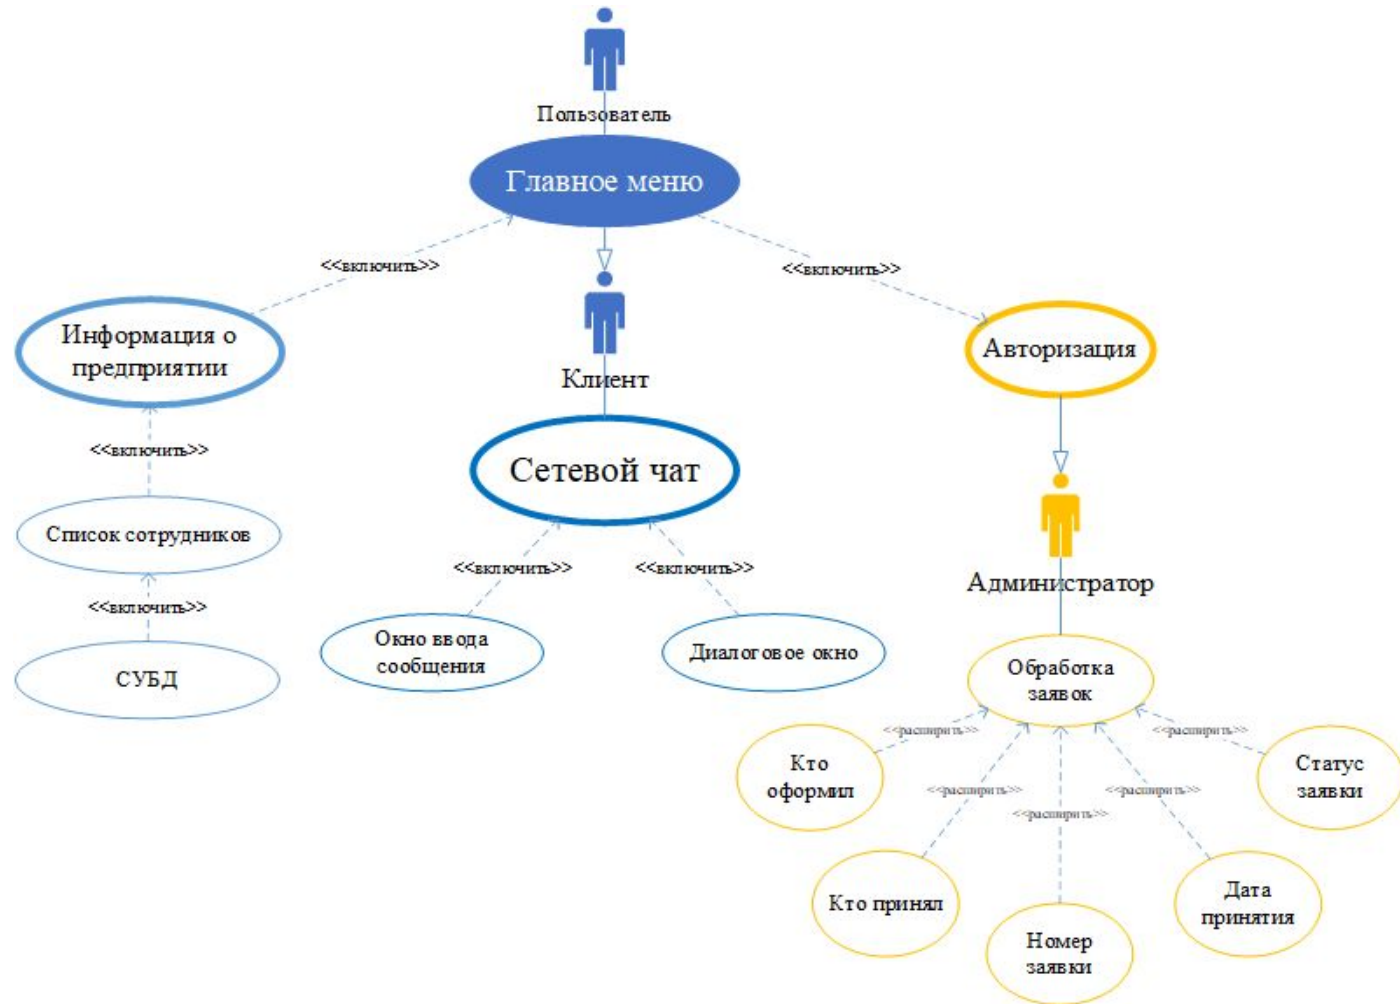 Пользователь
Главное меню
<<включить>>
<<включить>>
Информация о
предприятии
Клиент
Авторизация
<<включить>>
Сетевой чат
Список сотрудников
<<включить>>
<<включить>>
Администратор
<<включить>>
Окно ввода
сообщения
Диалоговое окно
СУБД
Обработка
заявок
<<расширить>>
<<расширить>>
Кто
оформил
Статус
заявки
<<расширить>>
<<расширить>>
<<расширить>>
Кто принял
Дата
принятия
Номер
заявки